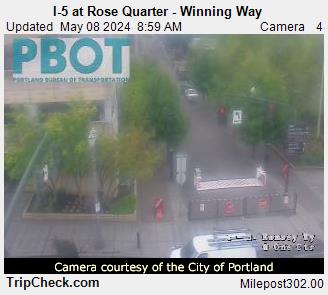 I-5 at Rose Quarter - Winning Way
Updated May 08 2024 8:59 AM Camera 4
PBOT
PORTLAND BUREAU OF TRANSPORTATION
Camera courtesy of the City of Portland
TripCheck.com
Milepost302.00